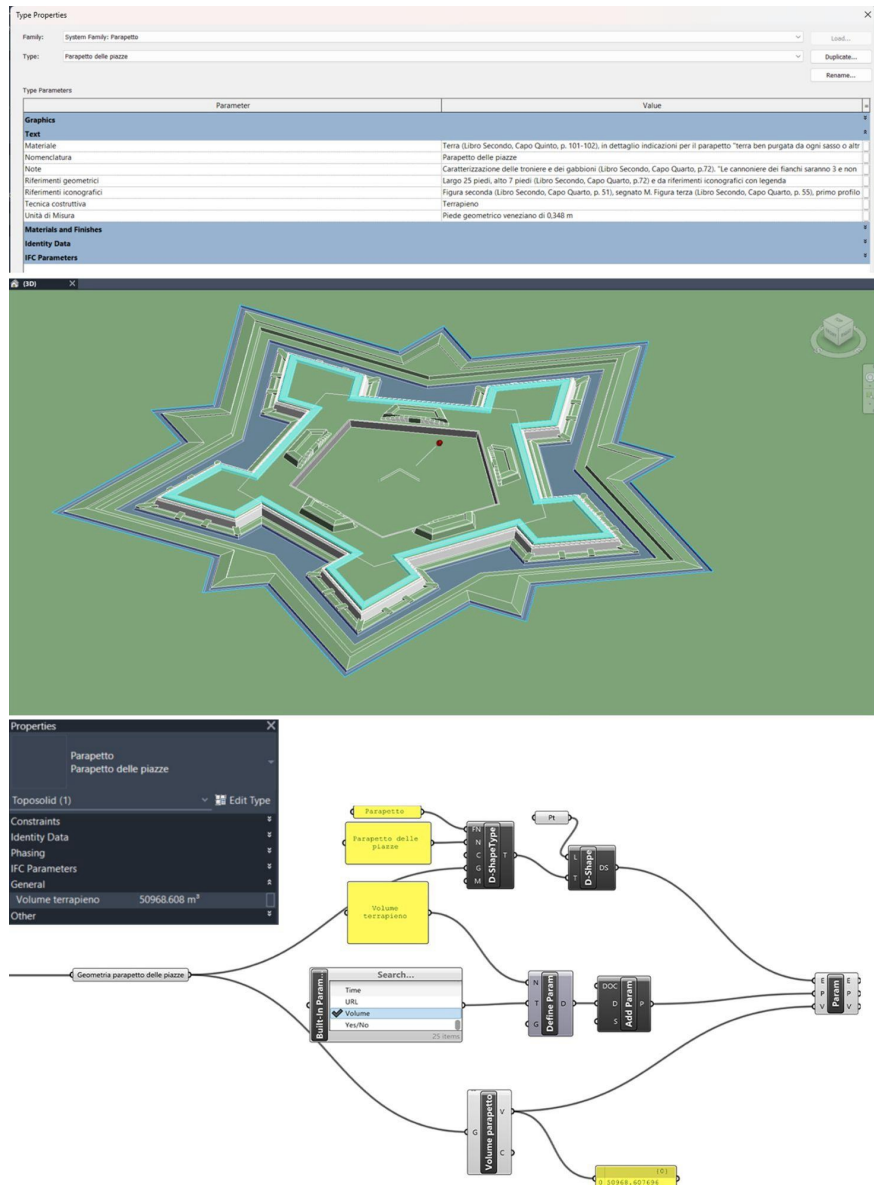 Type Properties
Family: System Family: Parapetto Load...
Type: Parapetto delle piazze Duplicate...
Rename...
Type Parameters
Parameter Value
Graphics
Text
Materiale Terra (Libro Secondo, Capo Quinto, p. 101-102), in dettaglio indicazioni per il parapetto "terra ben purgata da ogni sasso o altr
Nomenclatura Parapetto delle piazze
Note Caratterizzazione delle troniere e dei gabbioni (Libro Secondo, Capo Quarto, p.72). "Le cannoniere dei fianchi saranno 3 e non
Riferimenti geometrici Largo 25 piedi, alto 7 piedi (Libro Secondo, Capo Quarto, p.72) e da riferimenti iconografici con legenda
Riferimenti iconografici Figura seconda (Libro Secondo, Capo Quarto, p. 51), segnato M. Figura terza (Libro Secondo, Capo Quarto, p. 55), primo profilo
Tecnica costruttiva Terrapieno
Unità di Misura Piede geometrico veneziano di 0,348 m
Materials and Finishes
Identity Data
IFC Parameters
(3D)
Properties
Parapetto
Parapetto delle piazze
Toposolid (1) Edit Type
Constraints
Identity Data
Phasing
IFC Parameters
General
Volume terrapieno 50968.608 m³
Other
Parapetto
Parapetto delle
piazze
Volume
terrapieno
FN
N
C
G
M
D-ShapeType
T
Pt
L
T
D-Shape
DS
Geometria parapetto delle piazze
Built-In Param...
Search...
Time
URL
Volume
Yes/No
25 items
N
T
G
Define Param
D
DOC
D
S
Add Param
P
E
P
V
Param
E
P
V
G
Volume parapetto
V
C
{0}
0 50968.607696